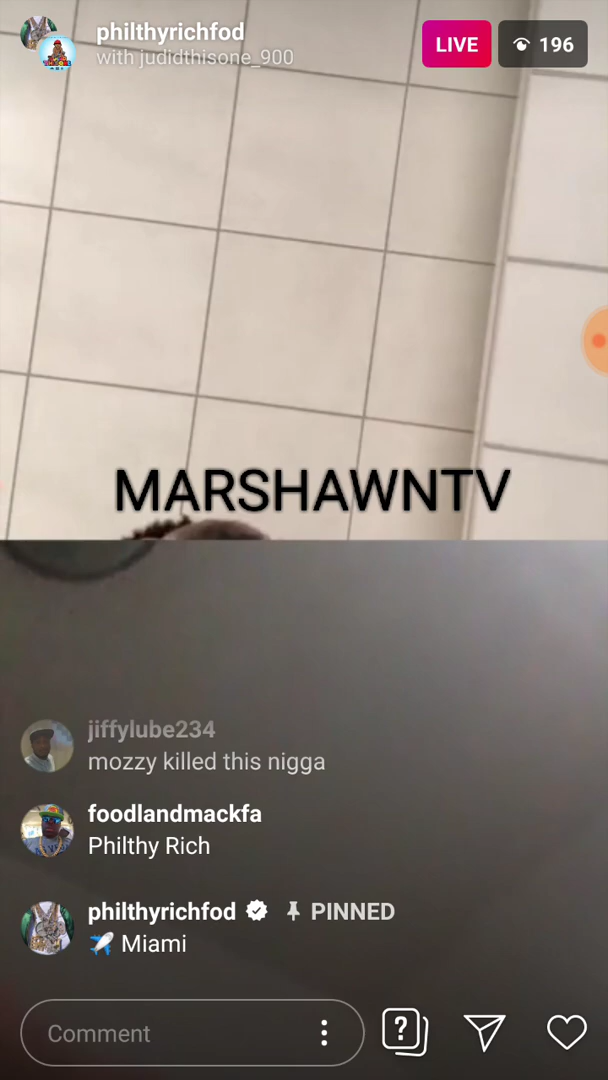 philthyrichfod
with judidthisone_900
LIVE
196
MARSHAWNTV
jiffylube234
mozzy killed this nigga
foodlandmackfa
Philthy Rich
philthyrichfod PINNED
✈️ Miami
Comment